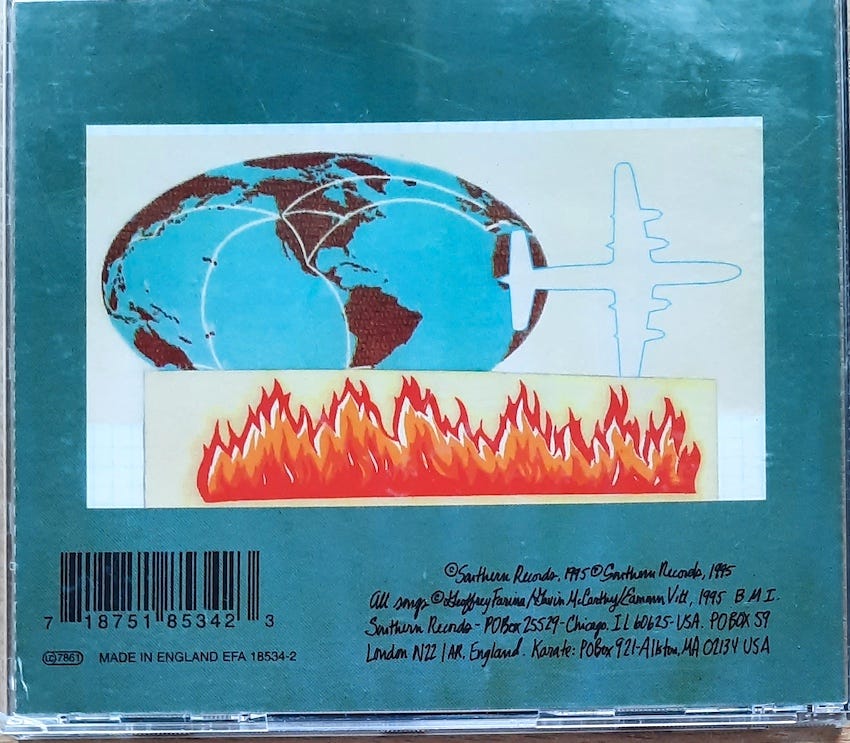 7 18751 85342 3
LC 7861 MADE IN ENGLAND EFA 18534-2
©Southern Records, 1995 ℗Southern Records, 1995
All songs ©Geoffrey Farina/Gavin McCarthy/Eamonn Vitt, 1995 B.M.I.
Southern Records - PO Box 25529 - Chicago, IL 60625 - USA. PO BOX 59
London N22 1AR, England. Karate: PO Box 921 - Allston, MA 02134 USA